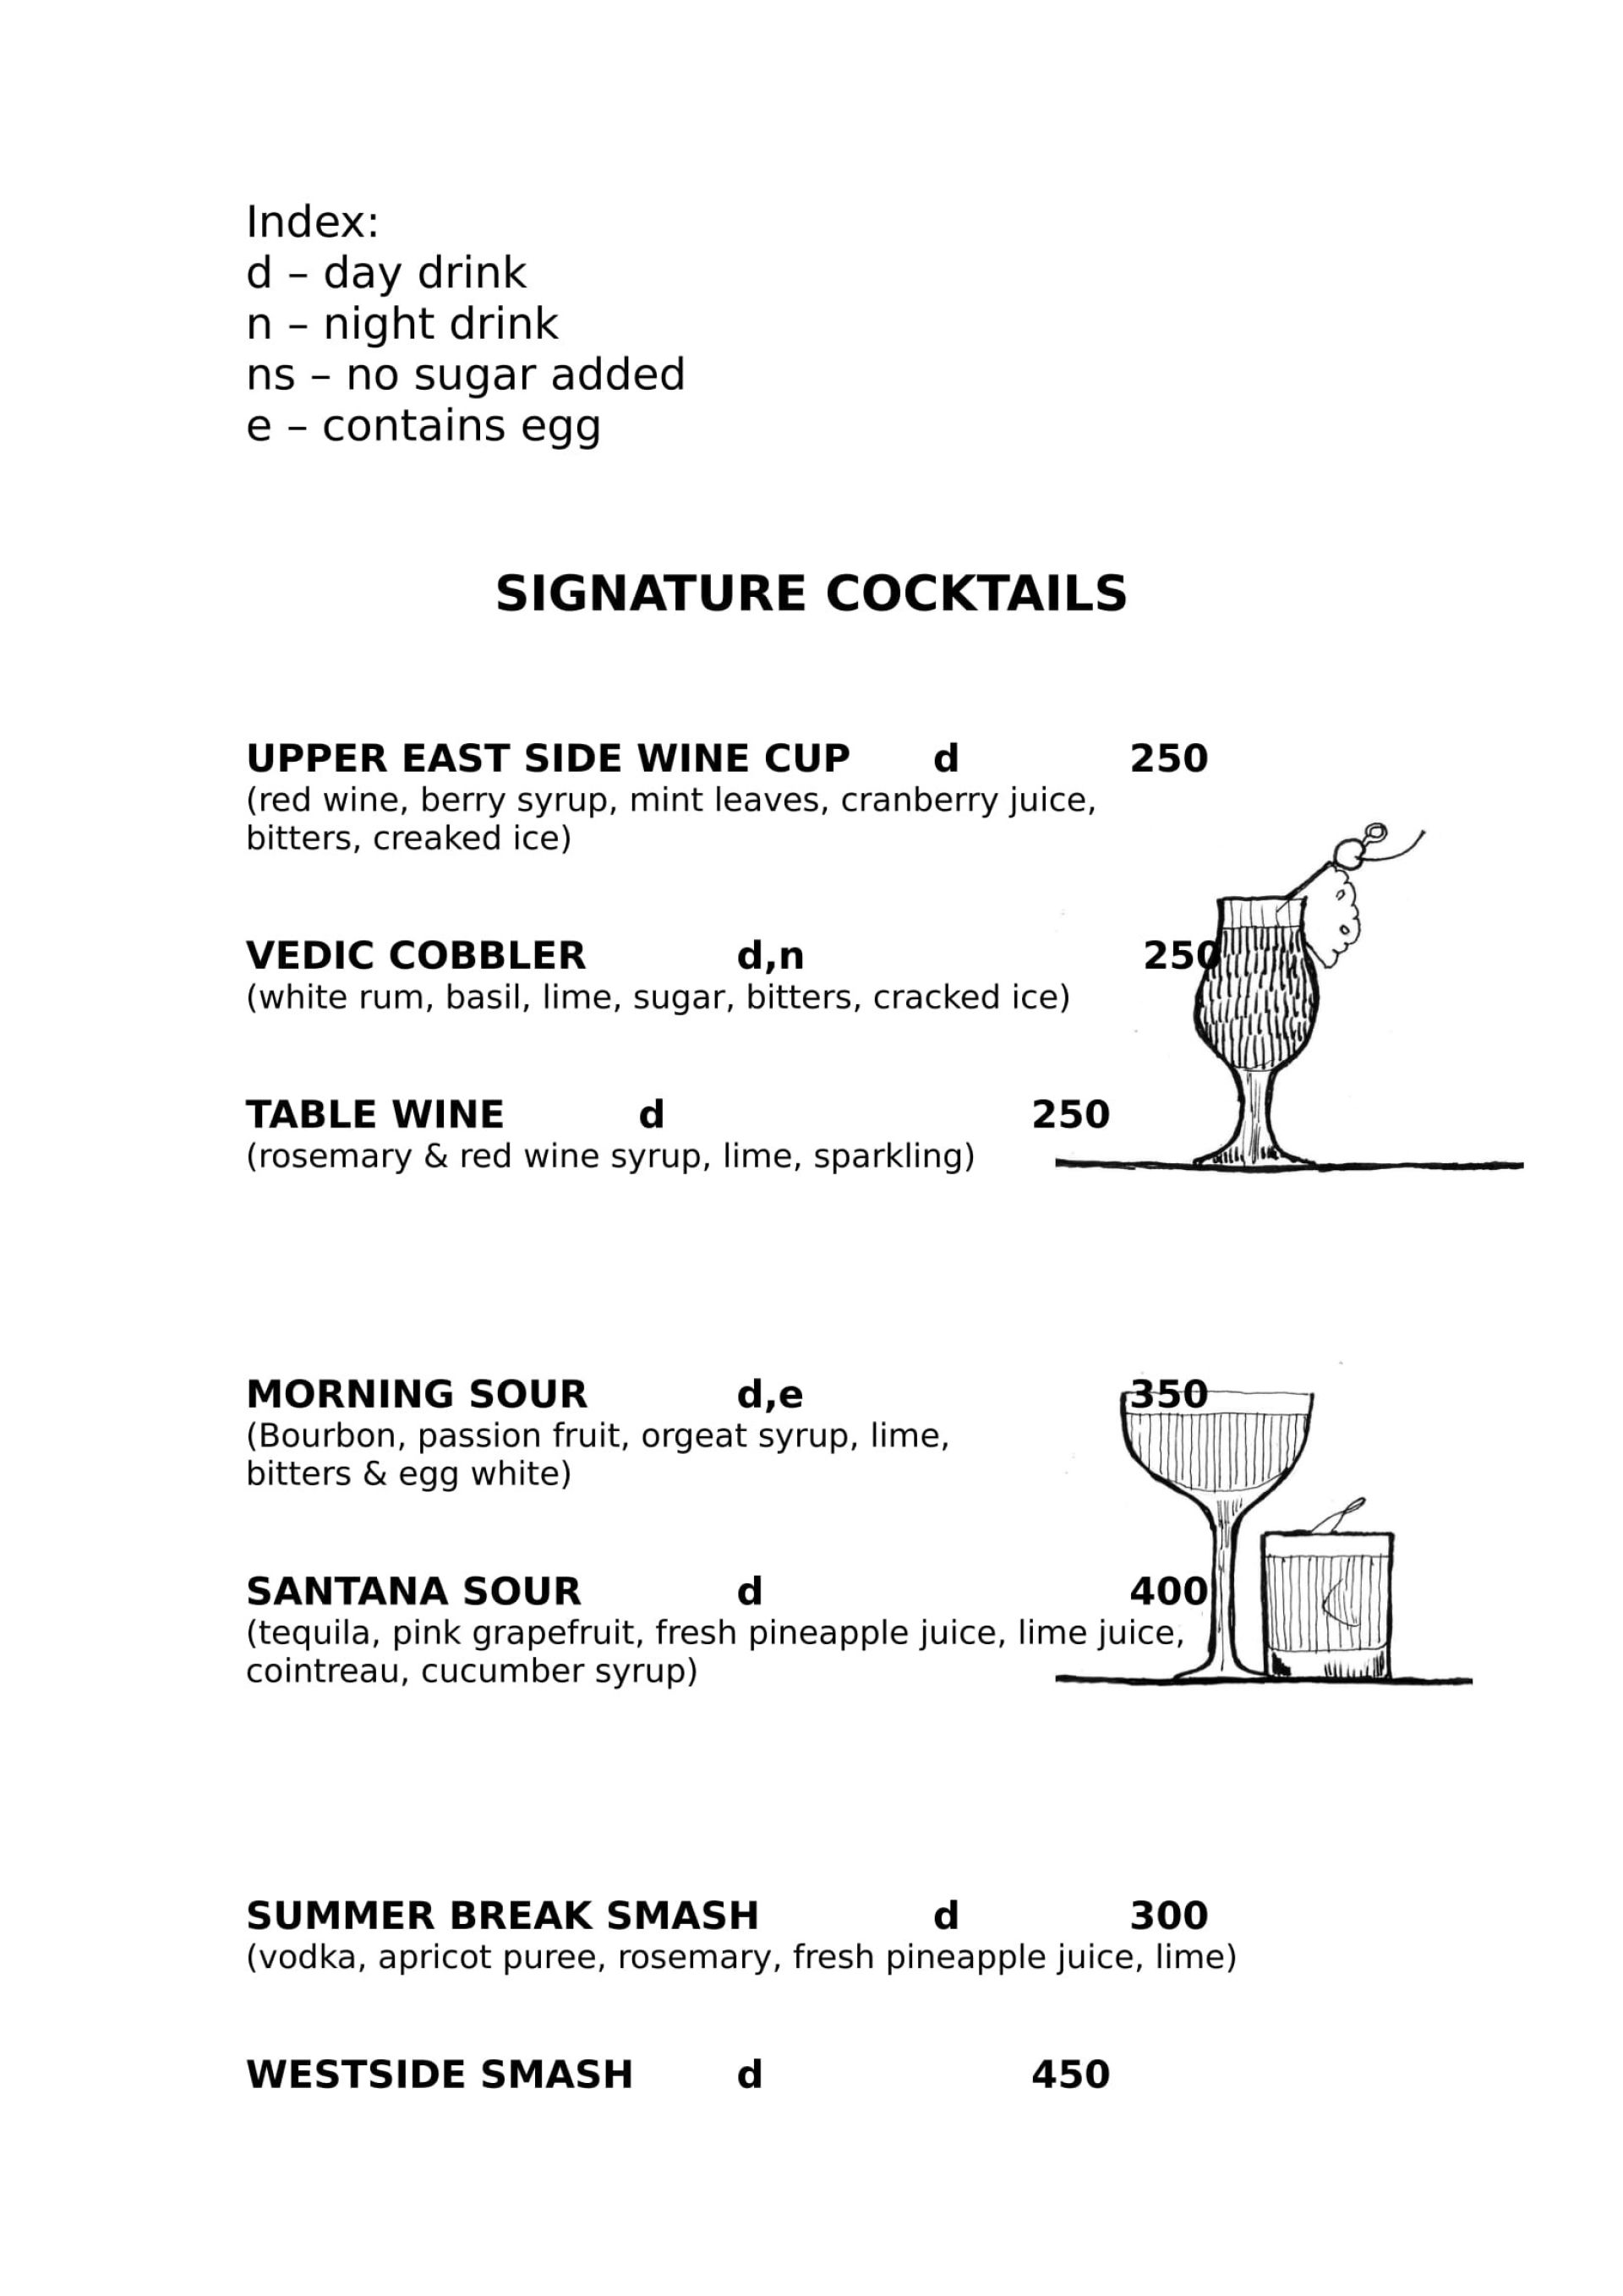 Index:
d – day drink
n – night drink
ns – no sugar added
e – contains egg
SIGNATURE COCKTAILS
UPPER EAST SIDE WINE CUP d 250
(red wine, berry syrup, mint leaves, cranberry juice,
bitters, creaked ice)
VEDIC COBBLER d,n 250
(white rum, basil, lime, sugar, bitters, cracked ice)
TABLE WINE d 250
(rosemary & red wine syrup, lime, sparkling)
MORNING SOUR d,e 350
(Bourbon, passion fruit, orgeat syrup, lime,
bitters & egg white)
SANTANA SOUR d 400
(tequila, pink grapefruit, fresh pineapple juice, lime juice,
cointreau, cucumber syrup)
SUMMER BREAK SMASH d 300
(vodka, apricot puree, rosemary, fresh pineapple juice, lime)
WESTSIDE SMASH d 450